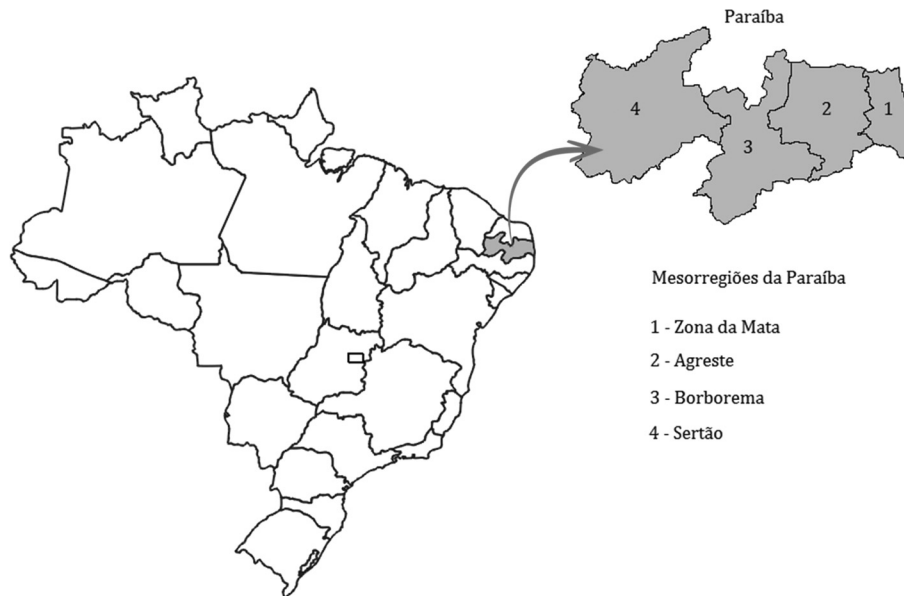 Paraíba
4
3
2
1
Mesorregiões da Paraíba
1 - Zona da Mata
2 - Agreste
3 - Borborema
4 - Sertão